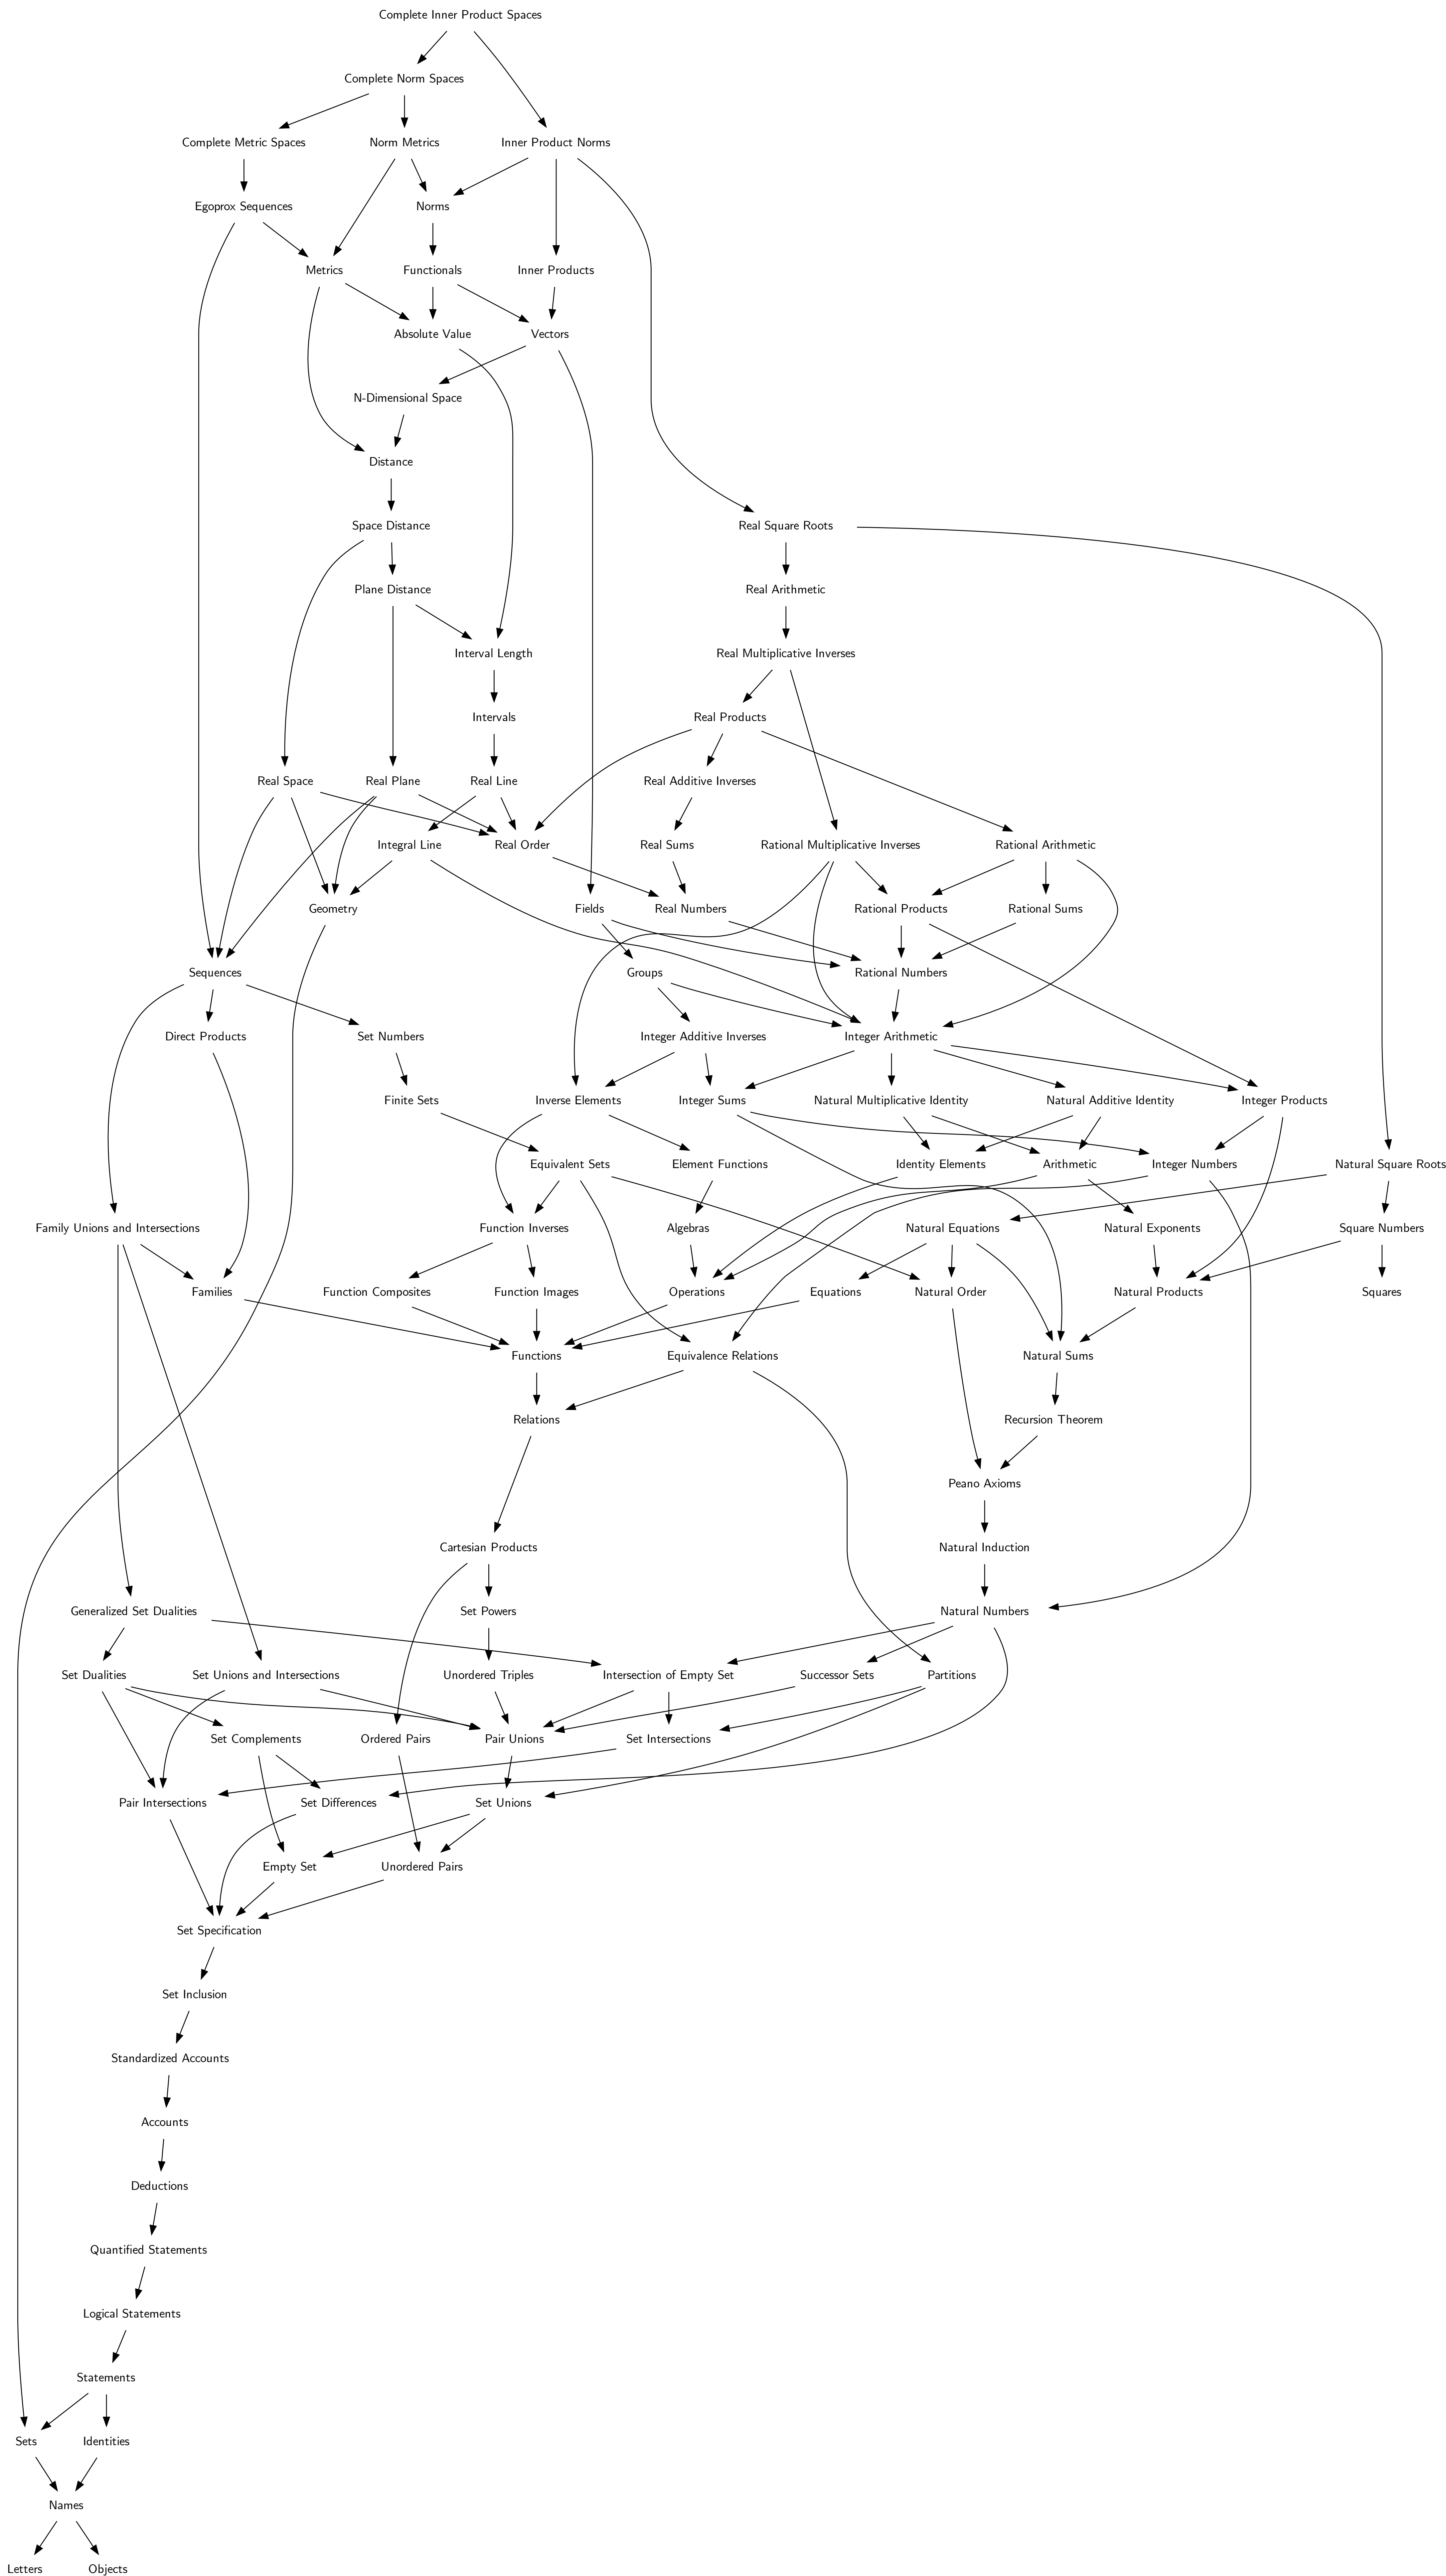 Complete Inner Product Spaces
Complete Norm Spaces
Complete Metric Spaces
Norm Metrics
Inner Product Norms
Egoprox Sequences
Norms
Metrics
Functionals
Inner Products
Absolute Value
Vectors
N-Dimensional Space
Distance
Space Distance
Real Square Roots
Plane Distance
Real Arithmetic
Interval Length
Real Multiplicative Inverses
Intervals
Real Products
Real Space
Real Plane
Real Line
Real Additive Inverses
Integral Line
Real Order
Real Sums
Rational Multiplicative Inverses
Rational Arithmetic
Geometry
Fields
Real Numbers
Rational Products
Rational Sums
Sequences
Groups
Rational Numbers
Direct Products
Set Numbers
Integer Additive Inverses
Integer Arithmetic
Finite Sets
Inverse Elements
Integer Sums
Natural Multiplicative Identity
Natural Additive Identity
Integer Products
Equivalent Sets
Element Functions
Identity Elements
Arithmetic
Integer Numbers
Natural Square Roots
Family Unions and Intersections
Function Inverses
Algebras
Natural Equations
Natural Exponents
Square Numbers
Families
Function Composites
Function Images
Operations
Equations
Natural Order
Natural Products
Squares
Functions
Equivalence Relations
Natural Sums
Relations
Recursion Theorem
Peano Axioms
Cartesian Products
Natural Induction
Generalized Set Dualities
Set Powers
Natural Numbers
Set Dualities
Set Unions and Intersections
Unordered Triples
Intersection of Empty Set
Successor Sets
Partitions
Set Complements
Ordered Pairs
Pair Unions
Set Intersections
Pair Intersections
Set Differences
Set Unions
Empty Set
Unordered Pairs
Set Specification
Set Inclusion
Standardized Accounts
Accounts
Deductions
Quantified Statements
Logical Statements
Statements
Sets
Identities
Names
Letters
Objects